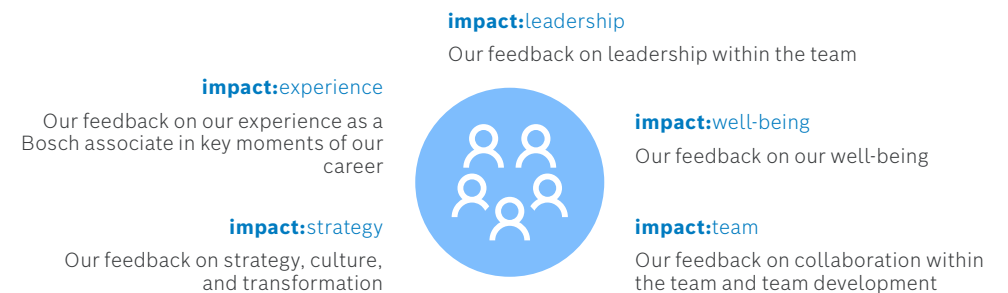 impact:leadership
Our feedback on leadership within the team
impact:experience
Our feedback on our experience as a
Bosch associate in key moments of our
career
impact:well-being
Our feedback on our well-being
impact:strategy
Our feedback on strategy, culture,
and transformation
impact:team
Our feedback on collaboration within
the team and team development